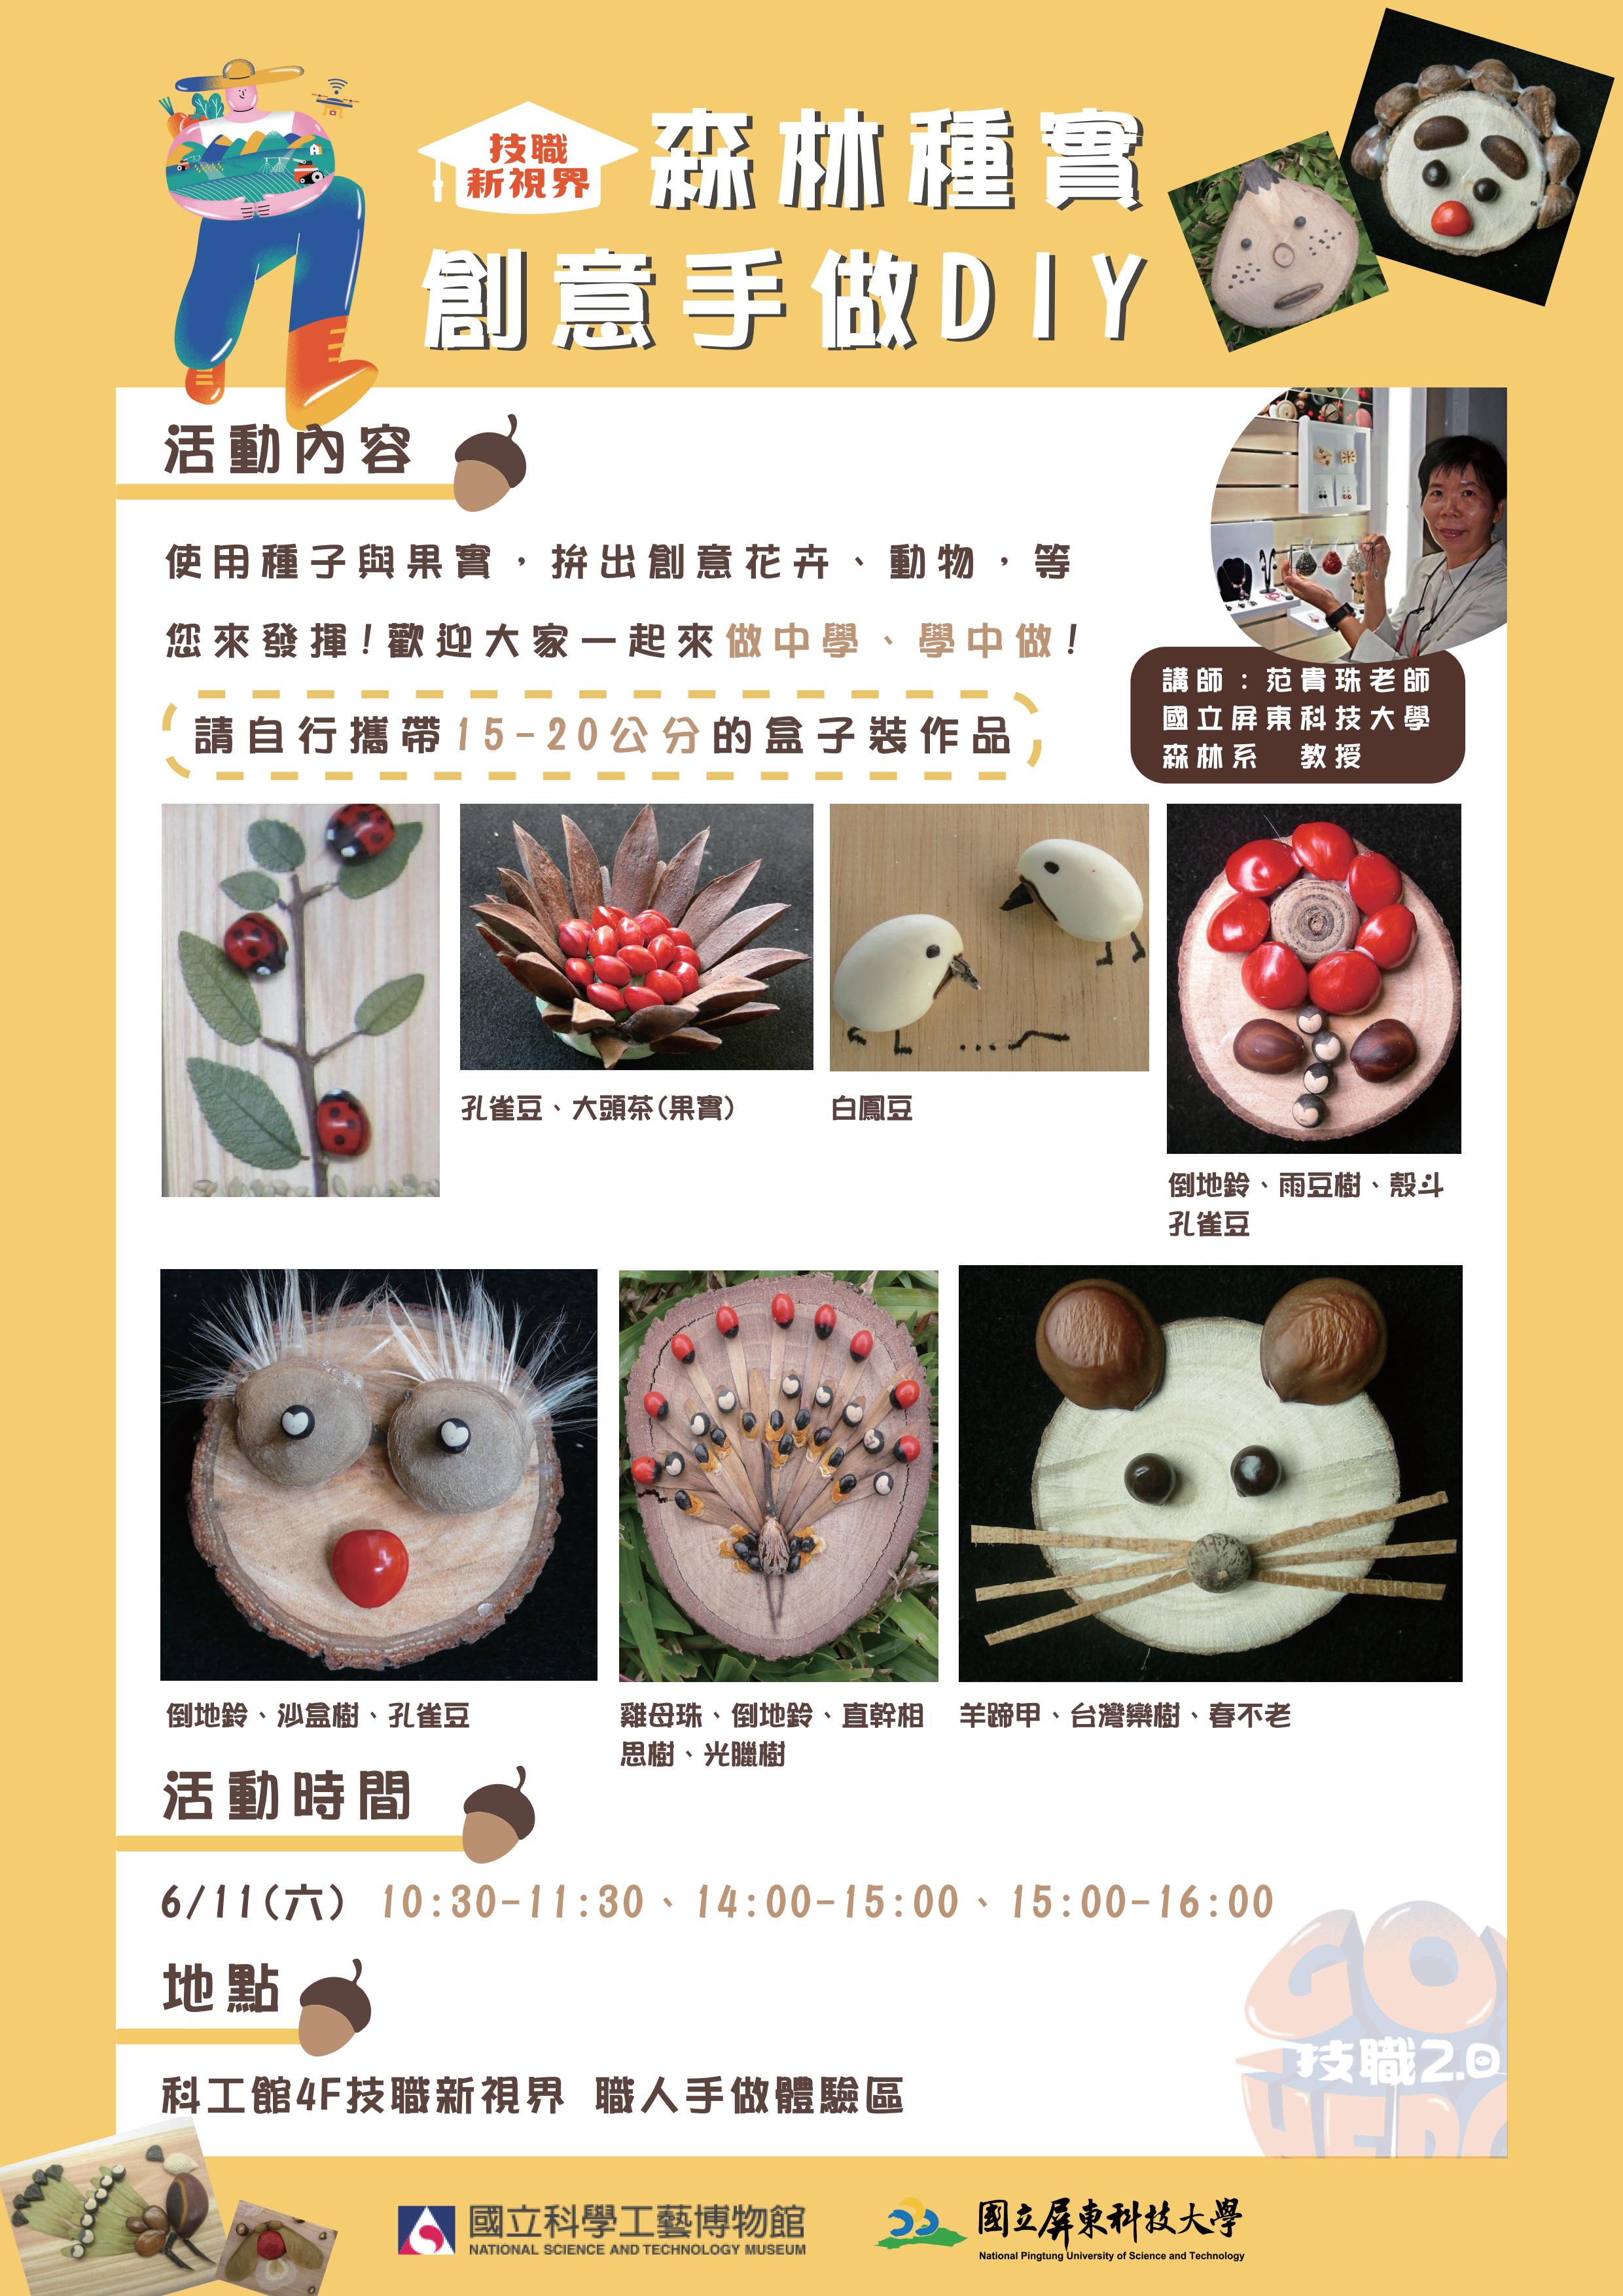 技職
新視界
森林種實
創意手做DIY
活動內容
使用種子與果實，拚出創意花卉、動物，等
您來發揮!歡迎大家一起來做中學、學中做!
請自行攜帶15-20公分的盒子裝作品
講師：范貴珠老師
國立屏東科技大學
森林系 教授
孔雀豆、大頭茶(果實)
白鳳豆
倒地鈴、雨豆樹、殼斗
孔雀豆
倒地鈴、沙盒樹、孔雀豆
雞母珠、倒地鈴、直幹相
思樹、光臘樹
羊蹄甲、台灣欒樹、春不老
活動時間
6/11(六) 10:30-11:30、14:00-15:00、15:00-16:00
地點
科工館4F技職新視界 職人手做體驗區
GO
技職2.0
HERO
國立科學工藝博物館
NATIONAL SCIENCE AND TECHNOLOGY MUSEUM
國立屏東科技大學
National Pingtung University of Science and Technology